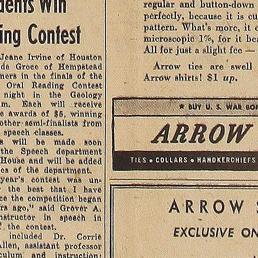 dents Win
ing Contest
Jeane Irvine of Houston
de Groce of Hempstead
ners in the finals of the
Oral Reading Contest
night in the Geology
m. Each will receive
e awards of $5, winning
other semi-finalists from
speech classes.
s will be made soon
the Speech department
House and will be added
es of the department.
year's contest was un-
the best that I have
ce the competition began
rs ago," said Grover A.
nstructor in speech in
f the contest.
included Dr. Corrie
Allen, assistant professor
culum and instruction;
regular and button-down
perfectly, because it is cu
pattern. What's more, it c
microscopic 1%, for it bea
All for just a slight fee —
Arrow ties are swell
Arrow shirts! $1 up.
★ BUY U. S. WAR BON
ARROW
TIES • COLLARS • HANDKERCHIEFS
ARROW S
EXCLUSIVE ON